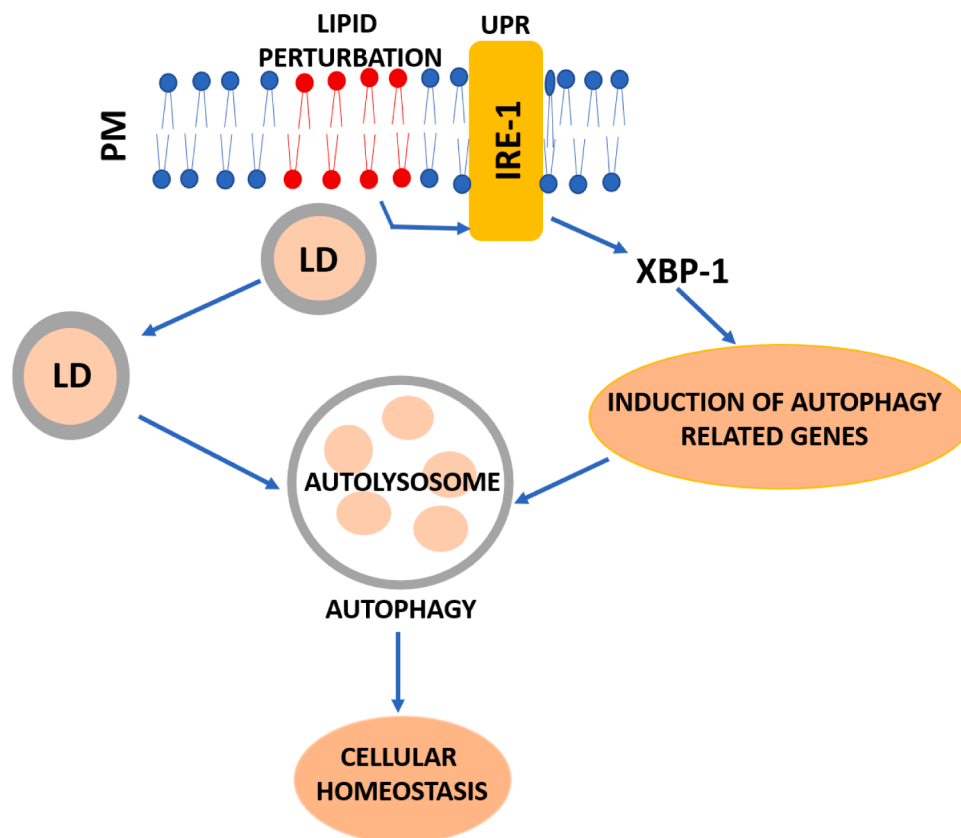 LIPID
PERTURBATION
UPR
PM
IRE-1
LD
XBP-1
LD
INDUCTION OF AUTOPHAGY
RELATED GENES
AUTOLYSOSOME
AUTOPHAGY
CELLULAR
HOMEOSTASIS